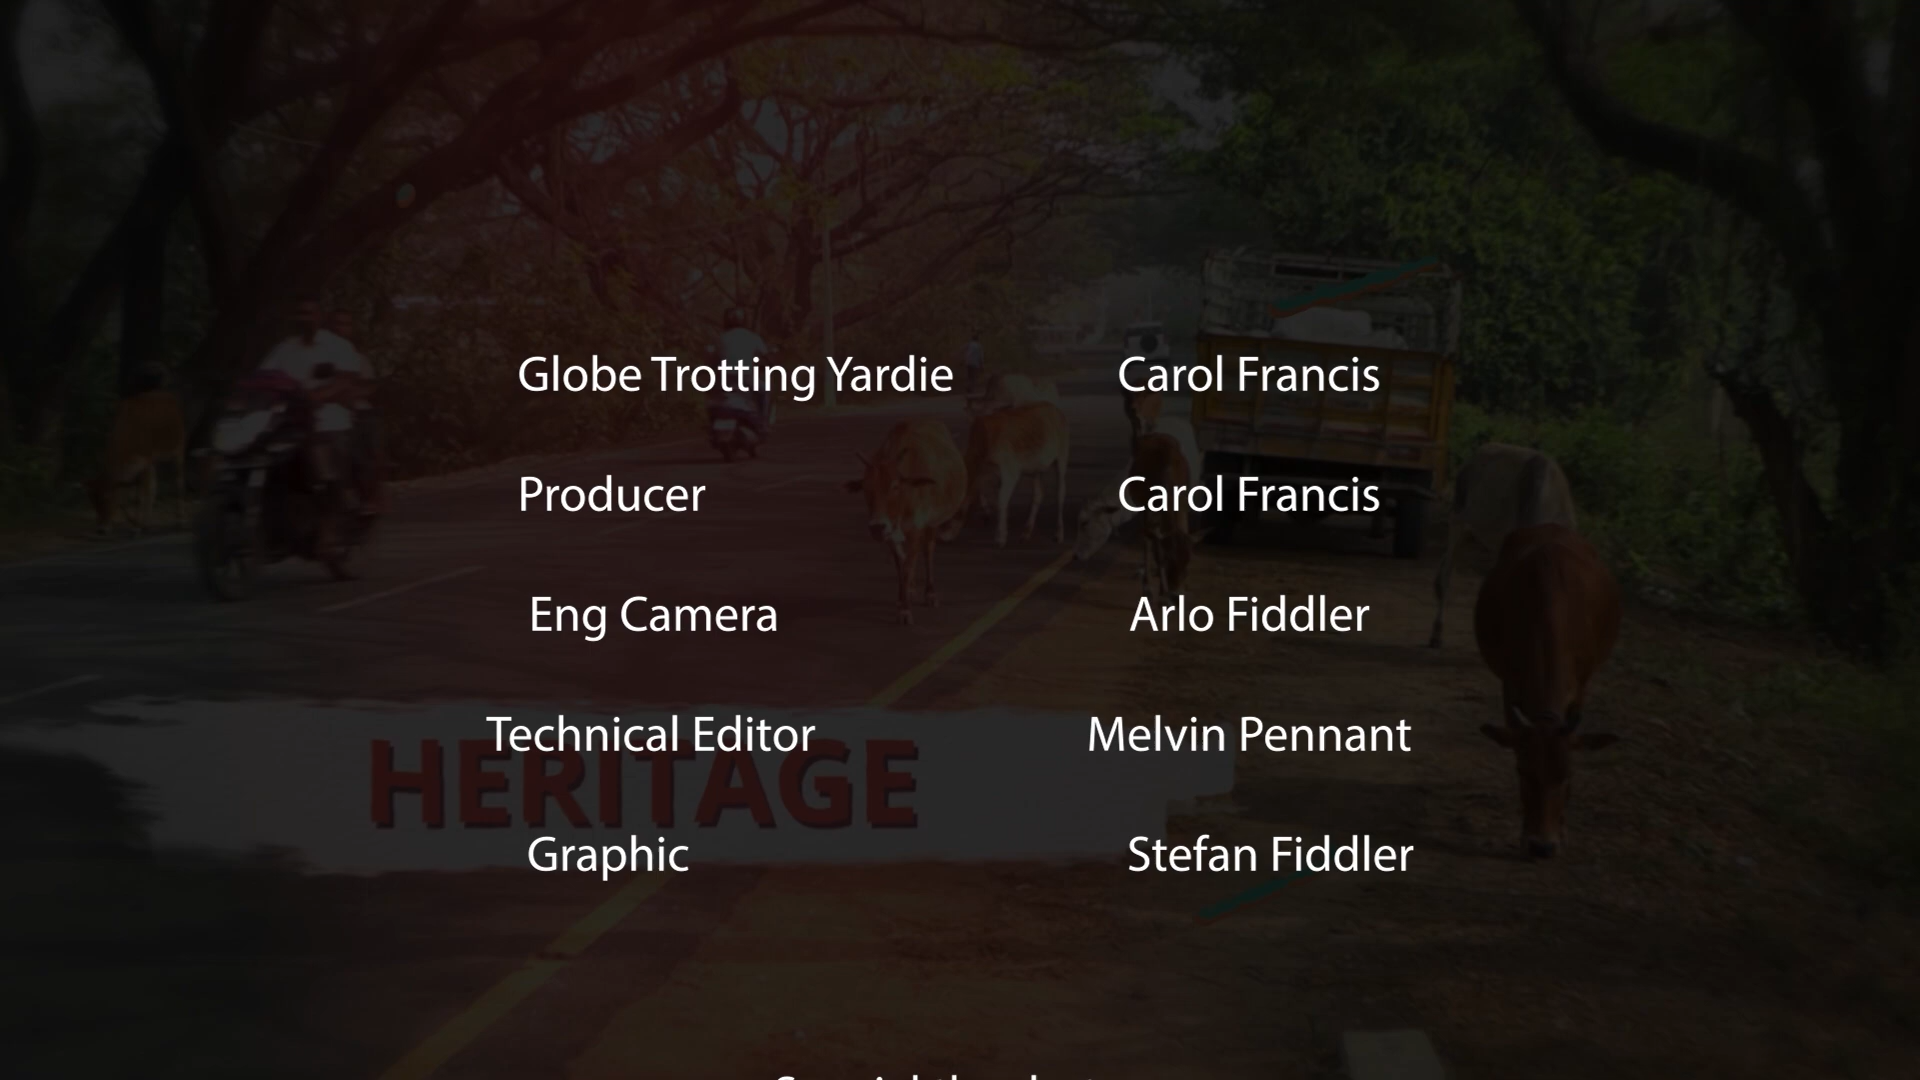 Globe Trotting Yardie Carol Francis
Producer Carol Francis
Eng Camera Arlo Fiddler
Technical Editor Melvin Pennant
HERITAGE
Graphic Stefan Fiddler